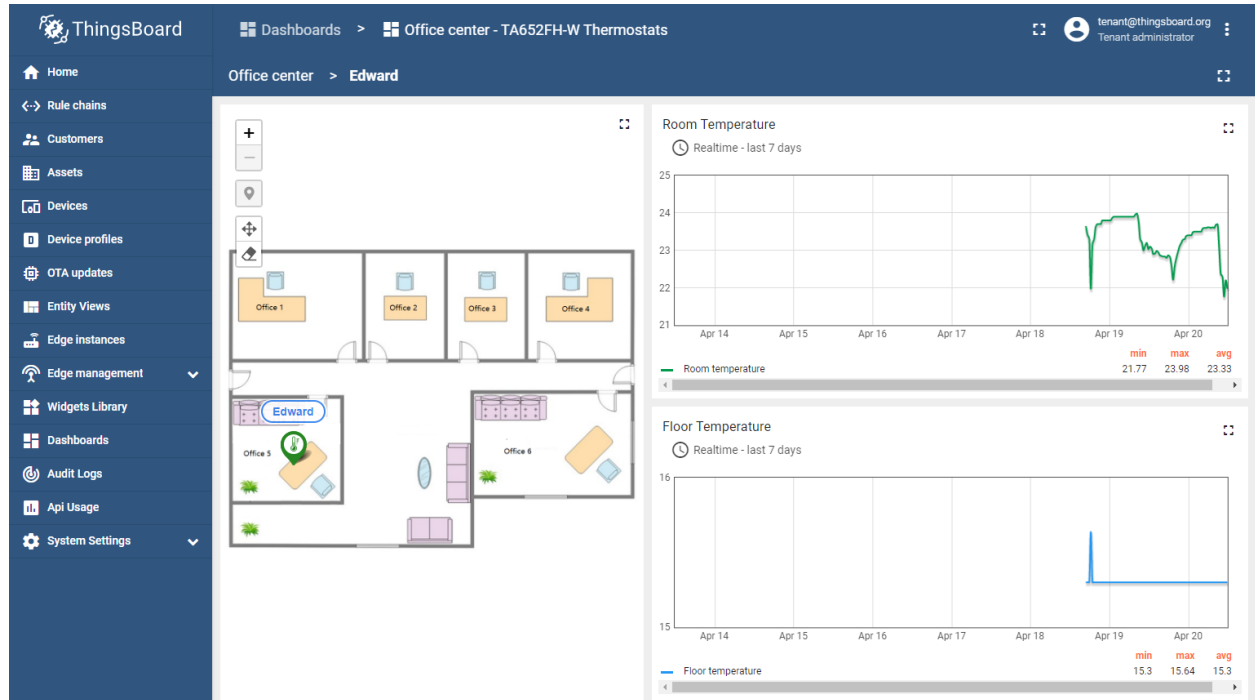 ThingsBoard
Dashboards > Office center - TA652FH-W Thermostats
tenant@thingsboard.org
Tenant administrator
Office center > Edward
Home
Rule chains
Customers
Assets
Devices
Device profiles
OTA updates
Entity Views
Edge instances
Edge management
Widgets Library
Dashboards
Audit Logs
Api Usage
System Settings
+
−
Office 1
Office 2
Office 3
Office 4
Edward
Office 5
Office 6
Room Temperature
Realtime - last 7 days
25
24
23
22
21
Apr 14 Apr 15 Apr 16 Apr 17 Apr 18 Apr 19 Apr 20
min max avg
Room temperature 21.77 23.98 23.33
Floor Temperature
Realtime - last 7 days
16
15
Apr 14 Apr 15 Apr 16 Apr 17 Apr 18 Apr 19 Apr 20
min max avg
Floor temperature 15.3 15.64 15.3